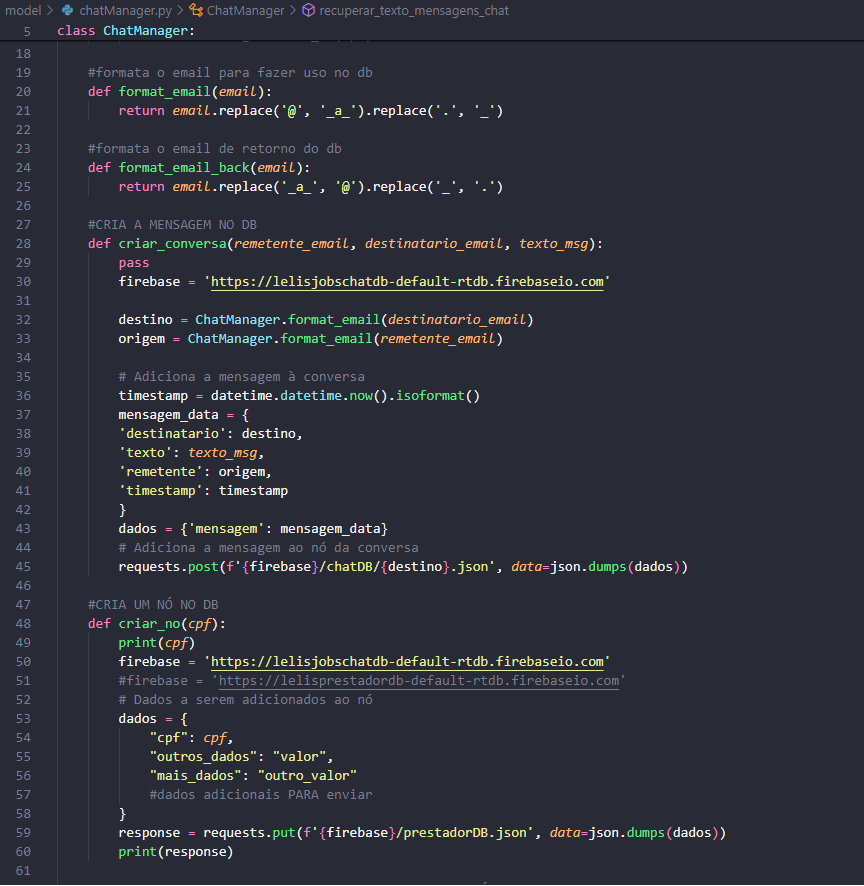 model > chatManager.py > ChatManager > recuperar_texto_mensagens_chat
5 class ChatManager:
18
19 #formata o email para fazer uso no db
20 def format_email(email):
21 return email.replace('@', '_a_').replace('.', '_')
22
23 #formata o email de retorno do db
24 def format_email_back(email):
25 return email.replace('_a_', '@').replace('_', '.')
26
27 #CRIA A MENSAGEM NO DB
28 def criar_conversa(remetente_email, destinatario_email, texto_msg):
29 pass
30 firebase = 'https://lelisjobschatdb-default-rtdb.firebaseio.com'
31
32 destino = ChatManager.format_email(destinatario_email)
33 origem = ChatManager.format_email(remetente_email)
34
35 # Adiciona a mensagem à conversa
36 timestamp = datetime.datetime.now().isoformat()
37 mensagem_data = {
38 'destinatario': destino,
39 'texto': texto_msg,
40 'remetente': origem,
41 'timestamp': timestamp
42 }
43 dados = {'mensagem': mensagem_data}
44 # Adiciona a mensagem ao nó da conversa
45 requests.post(f'{firebase}/chatDB/{destino}.json', data=json.dumps(dados))
46
47 #CRIA UM NÓ NO DB
48 def criar_no(cpf):
49 print(cpf)
50 firebase = 'https://lelisjobschatdb-default-rtdb.firebaseio.com'
51 #firebase = 'https://lelisprestadordb-default-rtdb.firebaseio.com'
52 # Dados a serem adicionados ao nó
53 dados = {
54 "cpf": cpf,
55 "outros_dados": "valor",
56 "mais_dados": "outro_valor"
57 #dados adicionais PARA enviar
58 }
59 response = requests.put(f'{firebase}/prestadorDB.json', data=json.dumps(dados))
60 print(response)
61